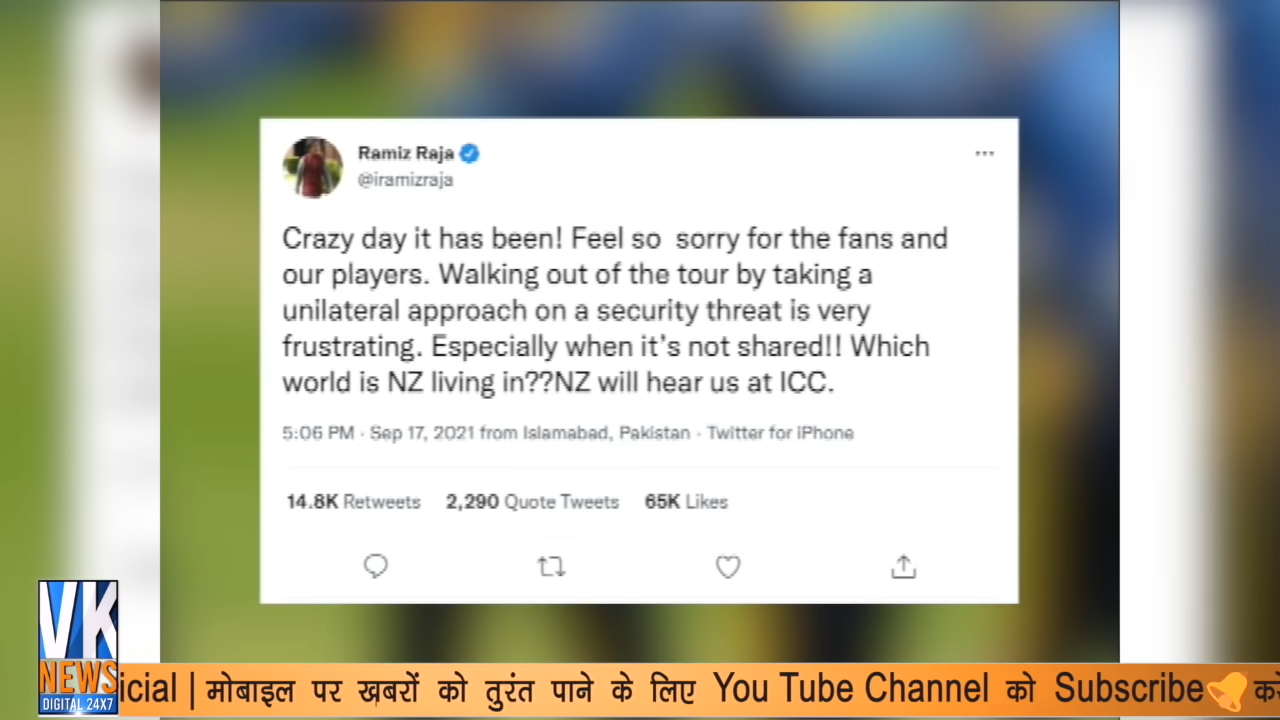 Ramiz Raja
@iramizraja
Crazy day it has been! Feel so sorry for the fans and
our players. Walking out of the tour by taking a
unilateral approach on a security threat is very
frustrating. Especially when it's not shared!! Which
world is NZ living in??NZ will hear us at ICC.
5:06 PM · Sep 17, 2021 from Islamabad, Pakistan · Twitter for iPhone
14.8K Retweets 2,290 Quote Tweets 65K Likes
VK
NEWS
DIGITAL 24X7
icial | मोबाइल पर ख़बरों को तुरंत पाने के लिए You Tube Channel को Subscribe